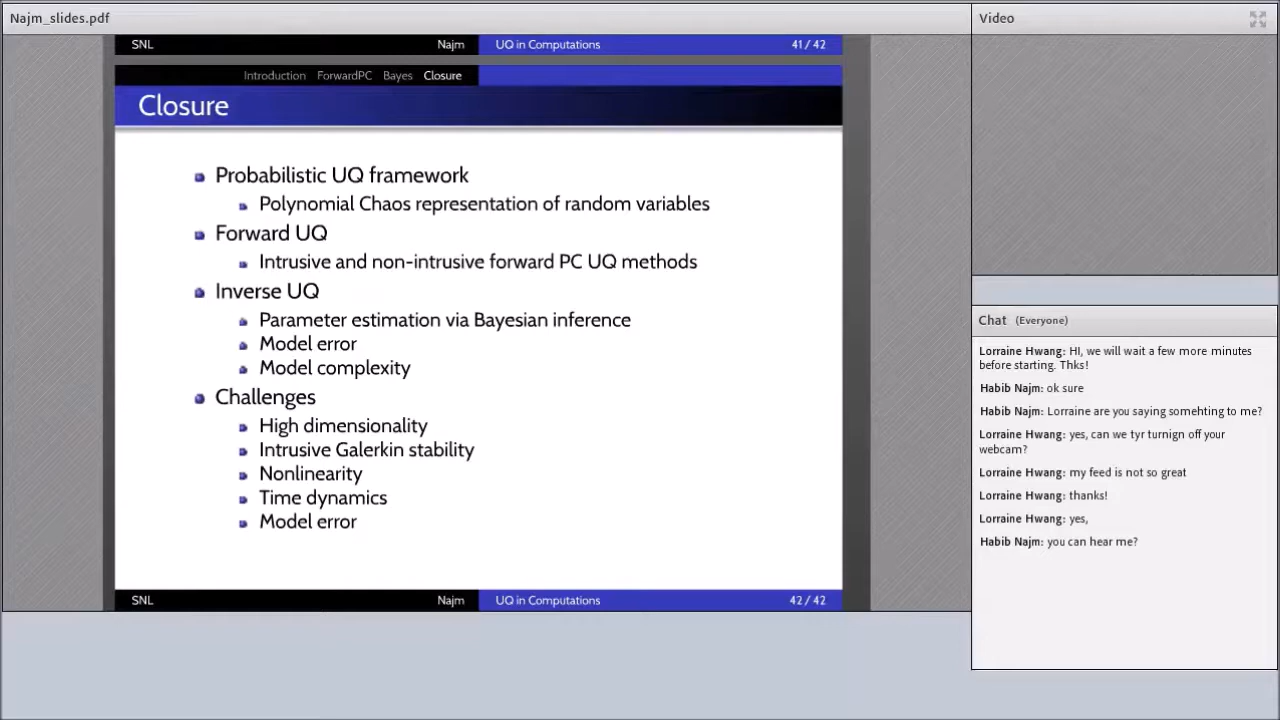 Najm_slides.pdf
SNL Najm UQ in Computations 41 / 42
Introduction ForwardPC Bayes Closure
Closure
Probabilistic UQ framework
Polynomial Chaos representation of random variables
Forward UQ
Intrusive and non-intrusive forward PC UQ methods
Inverse UQ
Parameter estimation via Bayesian inference
Model error
Model complexity
Challenges
High dimensionality
Intrusive Galerkin stability
Nonlinearity
Time dynamics
Model error
SNL Najm UQ in Computations 42 / 42
Video
Chat (Everyone)
Lorraine Hwang: HI, we will wait a few more minutes
before starting. Thks!
Habib Najm: ok sure
Habib Najm: Lorraine are you saying somehting to me?
Lorraine Hwang: yes, can we tyr turnign off your
webcam?
Lorraine Hwang: my feed is not so great
Lorraine Hwang: thanks!
Lorraine Hwang: yes,
Habib Najm: you can hear me?